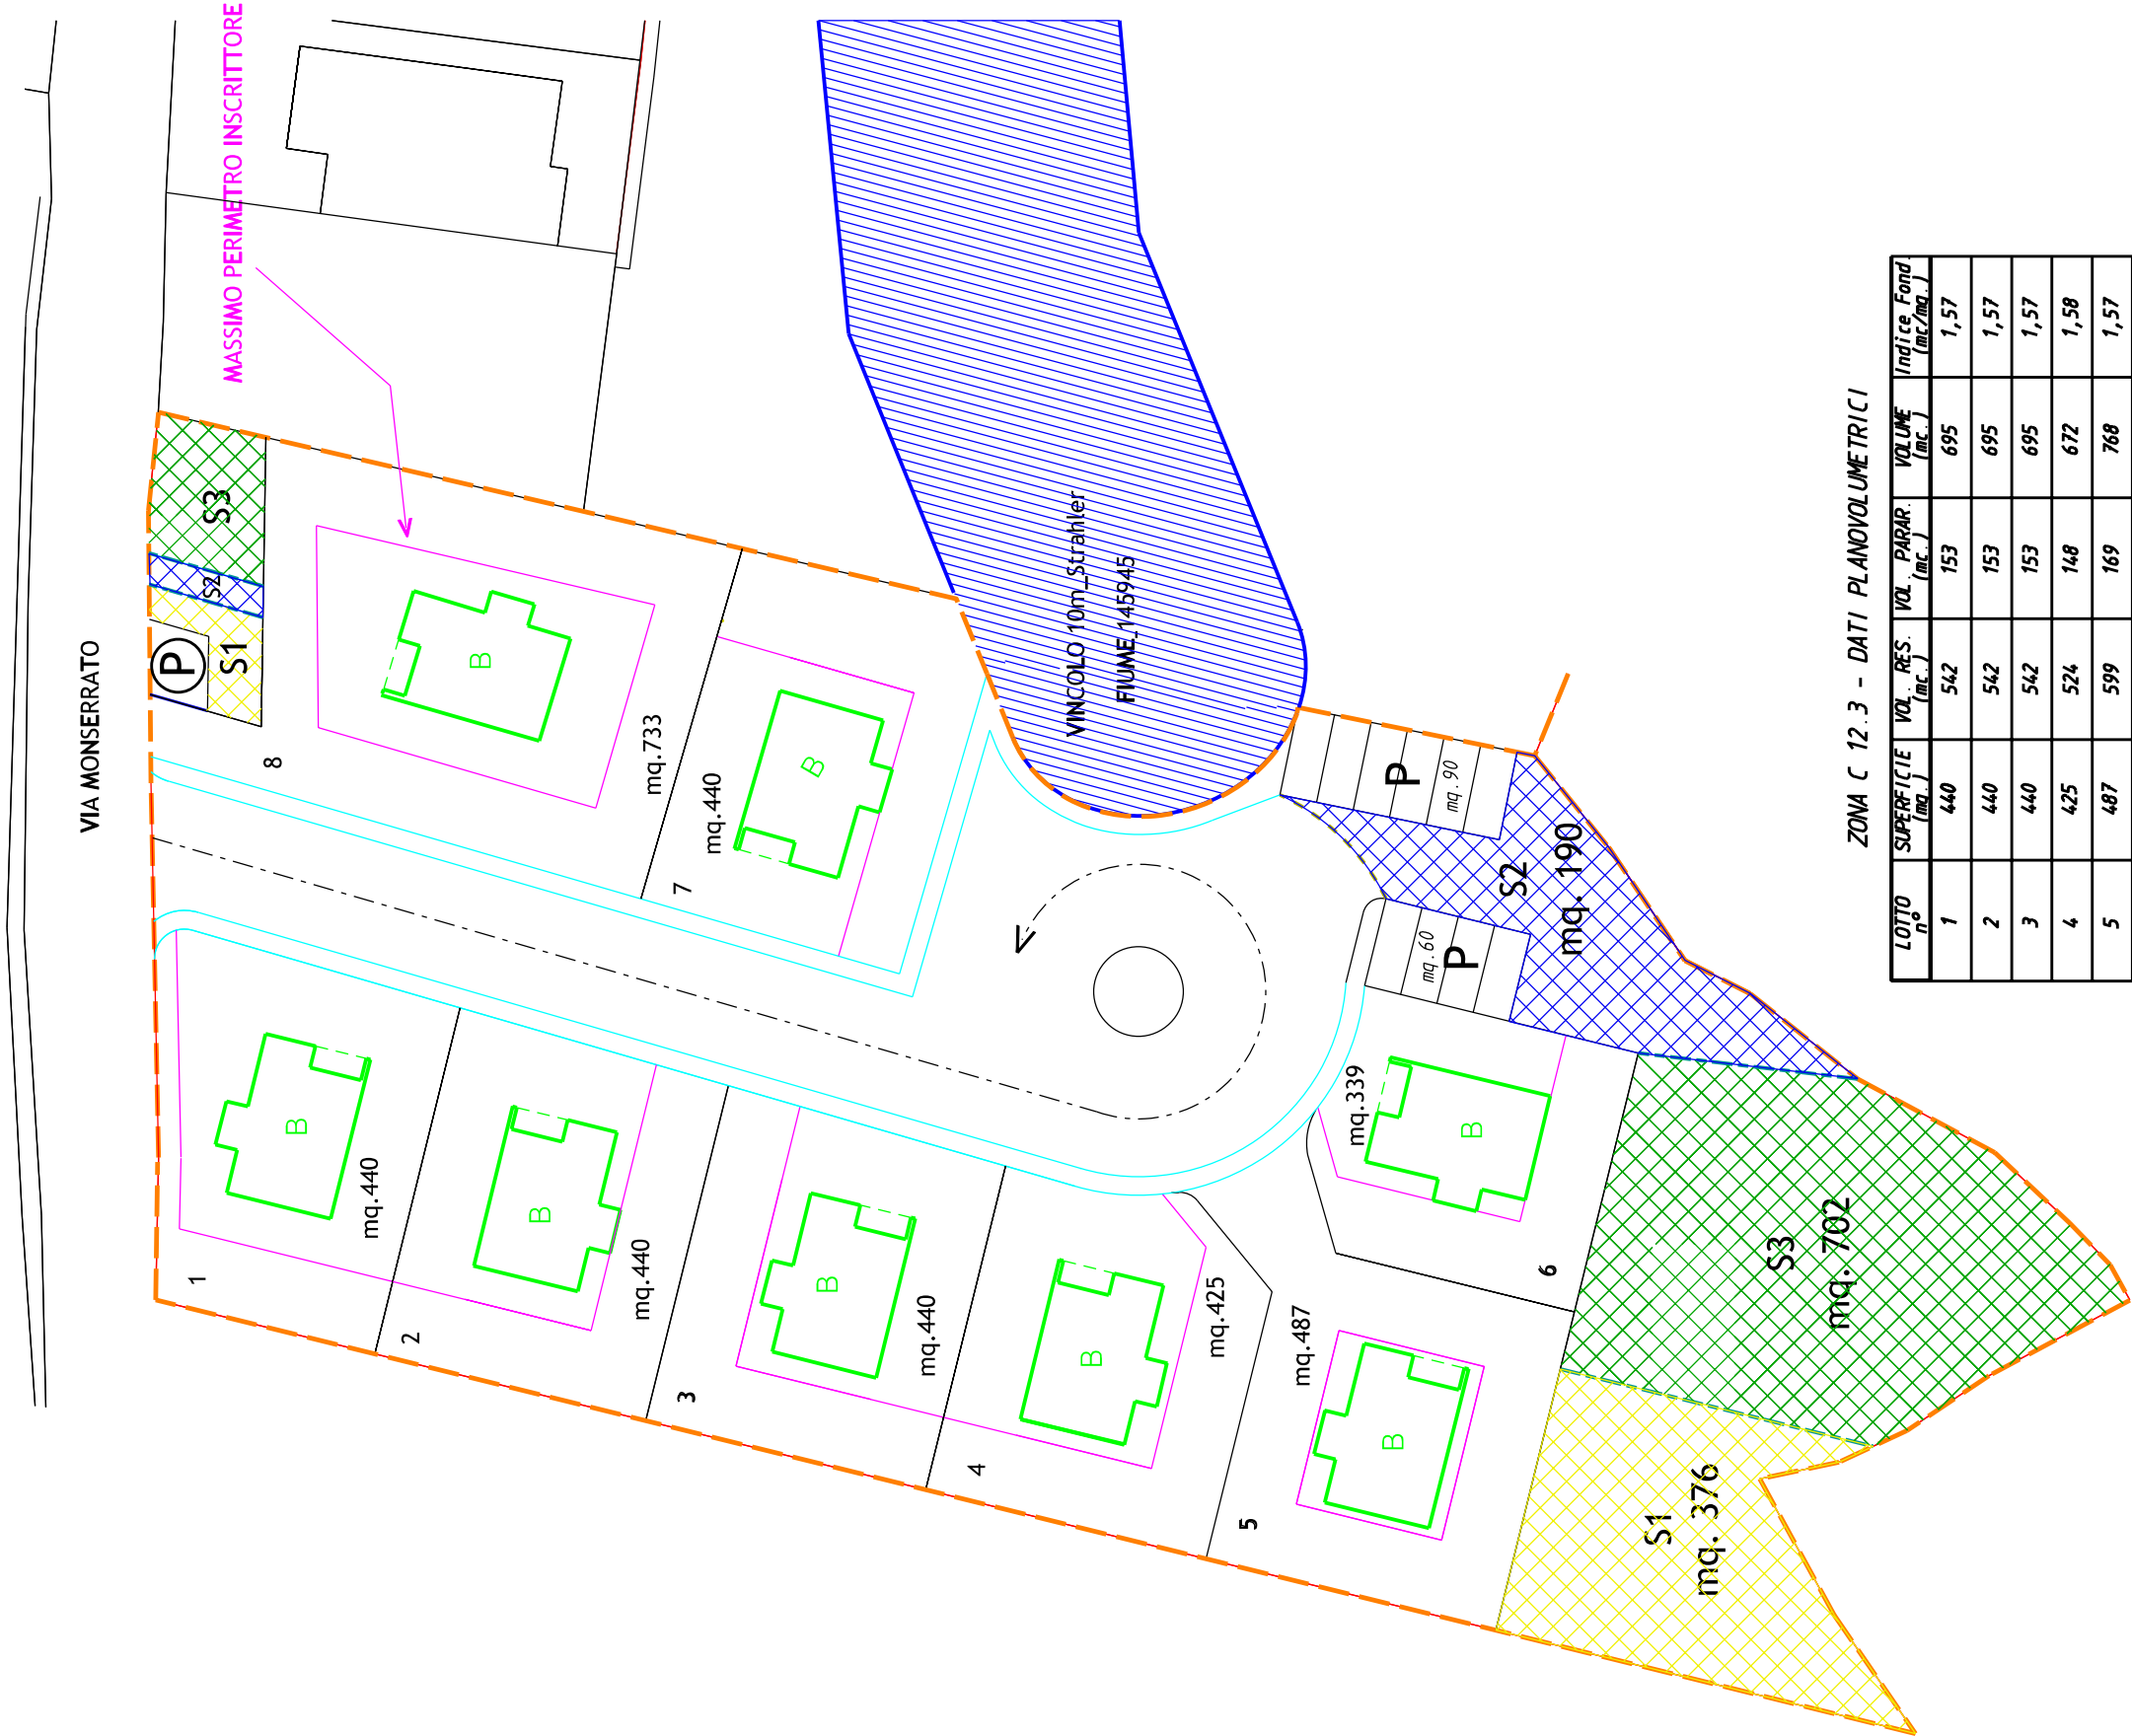 VIA MONSERRATO
MASSIMO PERIMETRO INSCRITTORE
S3
S2
S1
P
8
B
mq.733
mq.440
7
B
VINCOLO 10m_Strahler
FIUME_145945
1
B
mq.440
2
B
mq.440
3
B
mq.440
4
B
mq.425
5
B
mq.487
6
B
mq.339
P
mq.90
P
mq.60
S2
mq. 190
S3
mq. 702
S1
mq. 376
ZONA C 12.3 - DATI PLANOVOLUMETRICI
LOTTO n° SUPERFICIE (mq.) VOL. RES. (mc.) VOL. PARAR. (mc.) VOLUME (mc.) Indice Fond. (mc/mq.)
1 440 542 153 695 1,57
2 440 542 153 695 1,57
3 440 542 153 695 1,57
4 425 524 148 672 1,58
5 487 599 169 768 1,57